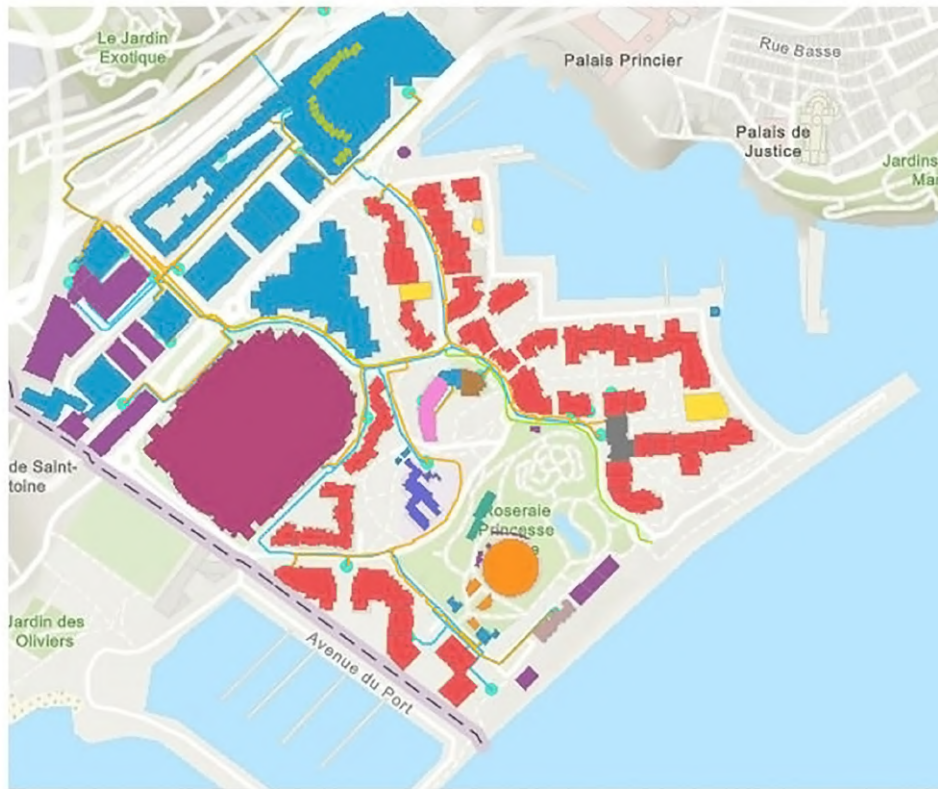 Le Jardin
Exotique
Palais Princier
Rue Basse
Palais de
Justice
Jardins
Mar
de Saint-
toine
Roseraie
Princesse
Jardin des
Oliviers
Avenue du Port